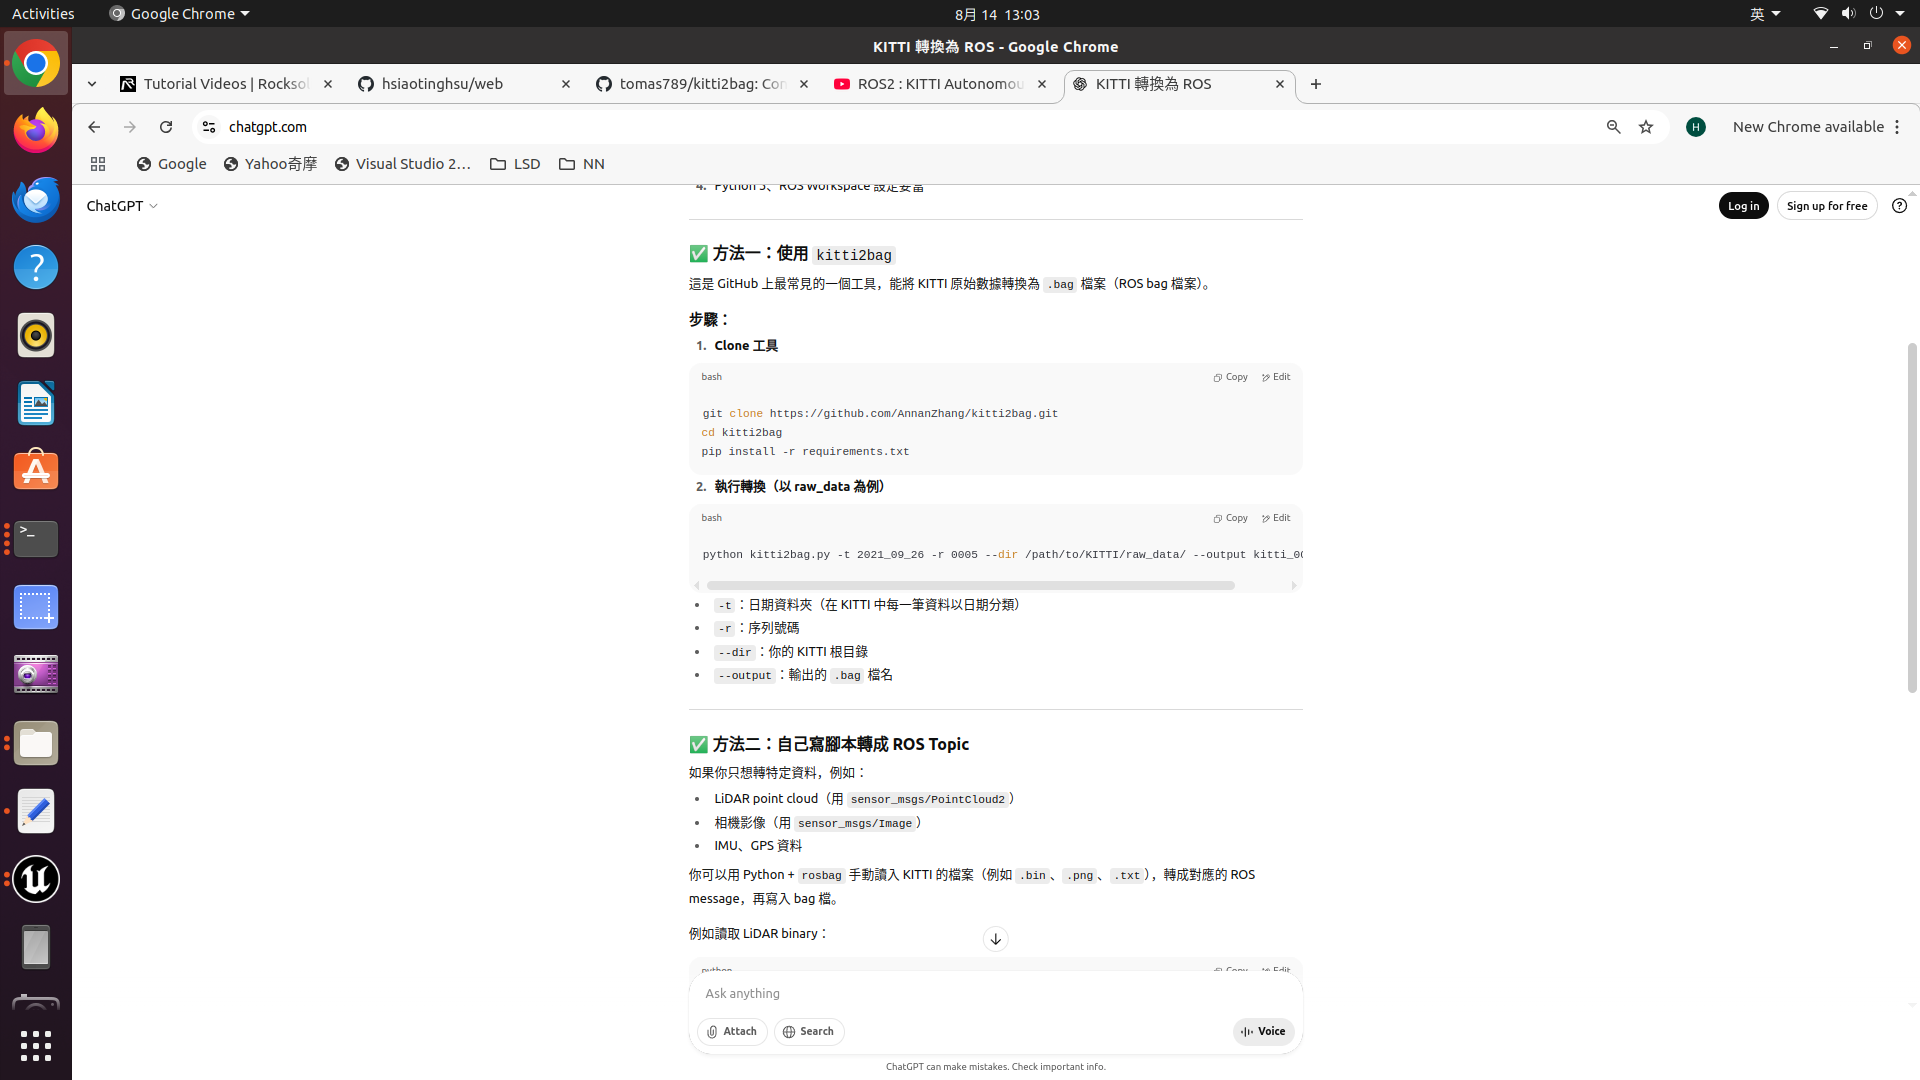 Activities
Google Chrome
8月 14 13:03
英
KITTI 轉換為 ROS - Google Chrome
Tutorial Videos | Rocksol
hsiaotinghsu/web
tomas789/kitti2bag: Con
ROS2 : KITTI Autonomou
KITTI 轉換為 ROS
chatgpt.com
H
New Chrome available
Google
Yahoo奇摩
Visual Studio 2…
LSD
NN
ChatGPT
Log in
Sign up for free
4. Python 3、ROS Workspace 設定妥當
✅ 方法一：使用 kitti2bag
這是 GitHub 上最常見的一個工具，能將 KITTI 原始數據轉換為 .bag 檔案（ROS bag 檔案）。
步驟：
1. Clone 工具
bash
Copy
Edit
git clone https://github.com/AnnanZhang/kitti2bag.git
cd kitti2bag
pip install -r requirements.txt
2. 執行轉換（以 raw_data 為例）
bash
Copy
Edit
python kitti2bag.py -t 2021_09_26 -r 0005 --dir /path/to/KITTI/raw_data/ --output kitti_00
• -t：日期資料夾（在 KITTI 中每一筆資料以日期分類）
• -r：序列號碼
• --dir：你的 KITTI 根目錄
• --output：輸出的 .bag 檔名
✅ 方法二：自己寫腳本轉成 ROS Topic
如果你只想轉特定資料，例如：
• LiDAR point cloud（用 sensor_msgs/PointCloud2）
• 相機影像（用 sensor_msgs/Image）
• IMU、GPS 資料
你可以用 Python + rosbag 手動讀入 KITTI 的檔案（例如 .bin、.png、.txt），轉成對應的 ROS
message，再寫入 bag 檔。
例如讀取 LiDAR binary：
python
Copy
Edit
Ask anything
Attach
Search
Voice
ChatGPT can make mistakes. Check important info.